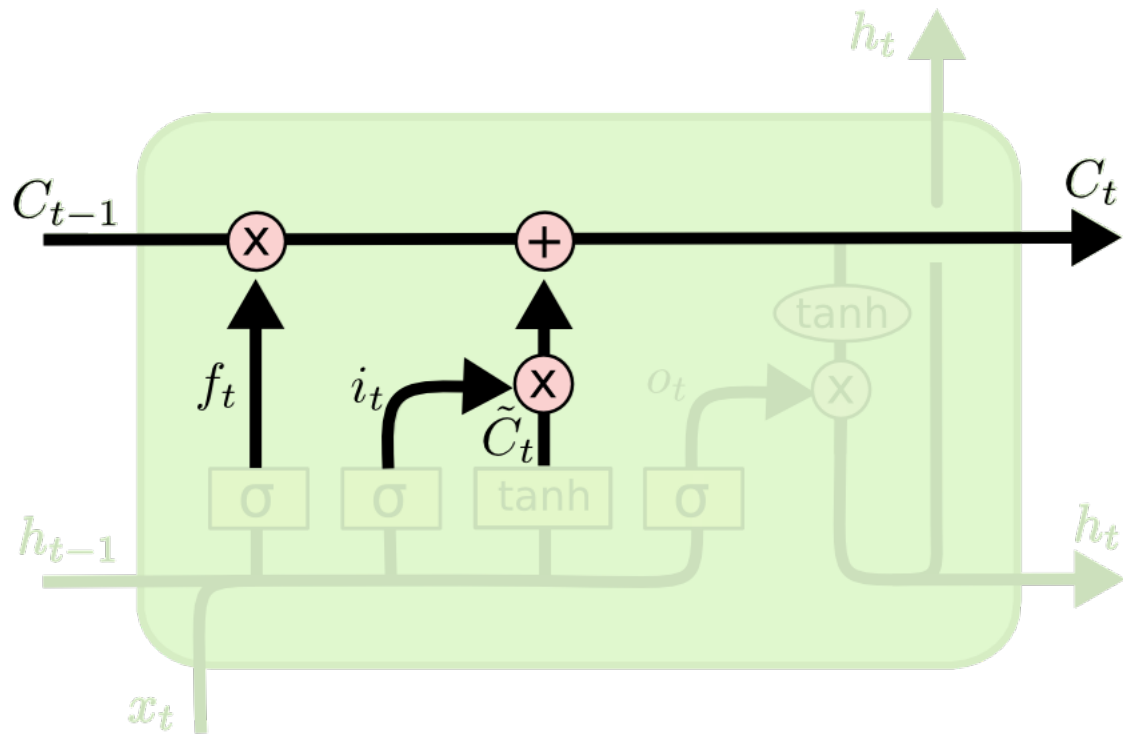 h_t
C_{t-1} C_t
x +
tanh
f_t i_t x o_t x
C̃_t
σ σ tanh σ
h_{t-1} h_t
x_t